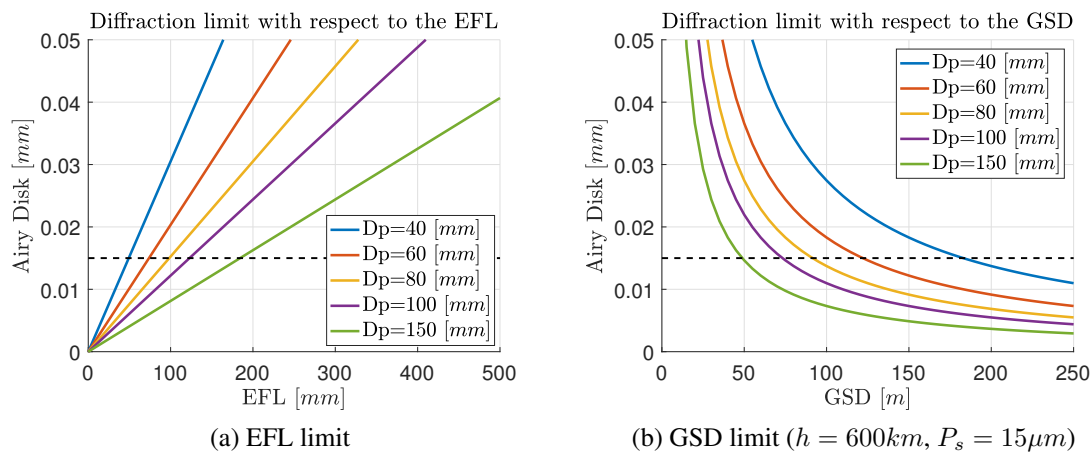 Diffraction limit with respect to the EFL
0.05
0.04
0.03
0.02
0.01
0
Airy Disk [mm]
Dp=40 [mm]
Dp=60 [mm]
Dp=80 [mm]
Dp=100 [mm]
Dp=150 [mm]
0 100 200 300 400 500
EFL [mm]
(a) EFL limit
Diffraction limit with respect to the GSD
0.05
0.04
0.03
0.02
0.01
0
Airy Disk [mm]
Dp=40 [mm]
Dp=60 [mm]
Dp=80 [mm]
Dp=100 [mm]
Dp=150 [mm]
0 50 100 150 200 250
GSD [m]
(b) GSD limit (h = 600km, P_s = 15μm)